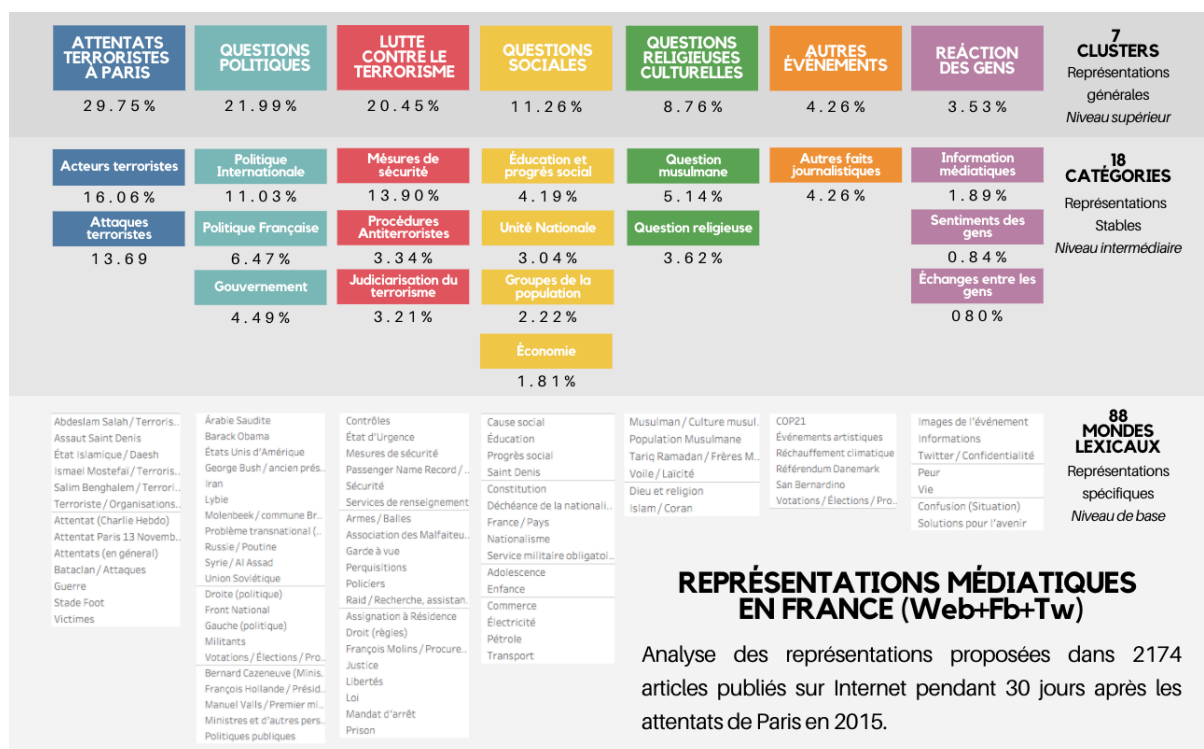 ATTENTATS
TERRORISTES
À PARIS
29.75%
QUESTIONS
POLITIQUES
21.99%
LUTTE
CONTRE LE
TERRORISME
20.45%
QUESTIONS
SOCIALES
11.26%
QUESTIONS
RELIGIEUSES
CULTURELLES
8.76%
AUTRES
ÉVÉNEMENTS
4.26%
REÁCTION
DES GENS
3.53%
7
CLUSTERS
Représentations
générales
Niveau supérieur
Acteurs terroristes
16.06%
Attaques
terroristes
13.69
Politique
Internationale
11.03%
Politique Française
6.47%
Gouvernement
4.49%
Mésures de
sécurité
13.90%
Procédures
Antiterroristes
3.34%
Judiciarisation du
terrorisme
3.21%
Éducation et
progrés social
4.19%
Unité Nationale
3.04%
Groupes de la
population
2.22%
Économie
1.81%
Question
musulmane
5.14%
Question religieuse
3.62%
Autres faits
journalistiques
4.26%
Information
médiatiques
1.89%
Sentiments des
gens
0.84%
Échanges entre les
gens
080%
18
CATÉGORIES
Représentations
Stables
Niveau intermédiaire
Abdeslam Salah / Terroris..
Assaut Saint Denis
État Islamique / Daesh
Ismael Mostefaï / Terroris..
Salim Benghalem / Terrori..
Terroriste / Organisations..
Attentat (Charlie Hebdo)
Attentat Paris 13 Novemb..
Attentats (en géneral)
Bataclan / Attaques
Guerre
Stade Foot
Victimes
Árabie Saudite
Barack Obama
États Unis d'Amérique
George Bush / ancien prés..
Iran
Lybie
Molenbeek / commune Br..
Problème transnational (..
Russie / Poutine
Syrie / Al Assad
Union Soviétique
Droite (politique)
Front National
Gauche (politique)
Militants
Votations / Élections / Pro..
Bernard Cazeneuve (Minis.
François Hollande / Présid..
Manuel Valls / Premier mi..
Ministres et d'autres pers..
Politiques publiques
Contrôles
État d'Urgence
Mesures de sécurité
Passenger Name Record / ..
Sécurité
Services de renseignement
Armes / Balles
Association des Malfaiteu..
Garde à vue
Perquisitions
Policiers
Raid / Recherche, assistan.
Assignation à Résidence
Droit (règles)
François Molins / Procure..
Justice
Libertés
Loi
Mandat d'arrêt
Prison
Cause social
Éducation
Progrès social
Saint Denis
Constitution
Déchéance de la nationali..
France / Pays
Nationalisme
Service militaire obligatoi..
Adolescence
Enfance
Commerce
Électricité
Pétrole
Transport
Musulman / Culture musul.
Population Musulmane
Tariq Ramadan / Frères M..
Voile / Laïcité
Dieu et religion
Islam / Coran
COP21
Événements artistiques
Réchauffement climatique
Référendum Danemark
San Bernardino
Votations / Élections / Pro..
Images de l'événement
Informations
Twitter / Confidentialité
Peur
Vie
Confusion (Situation)
Solutions pour l'avenir
88
MONDES
LEXICAUX
Représentations
spécifiques
Niveau de base
REPRÉSENTATIONS MÉDIATIQUES
EN FRANCE (Web+Fb+Tw)
Analyse des représentations proposées dans 2174
articles publiés sur Internet pendant 30 jours après les
attentats de Paris en 2015.